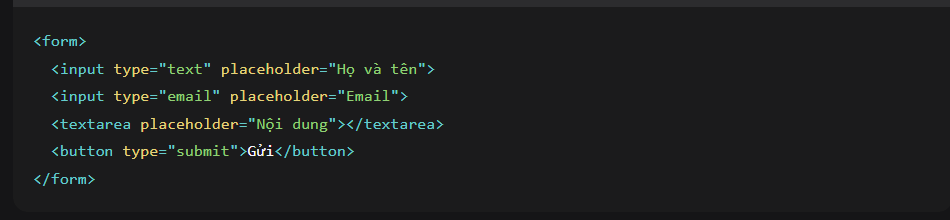 <form>
<input type="text" placeholder="Họ và tên">
<input type="email" placeholder="Email">
<textarea placeholder="Nội dung"></textarea>
<button type="submit">Gửi</button>
</form>